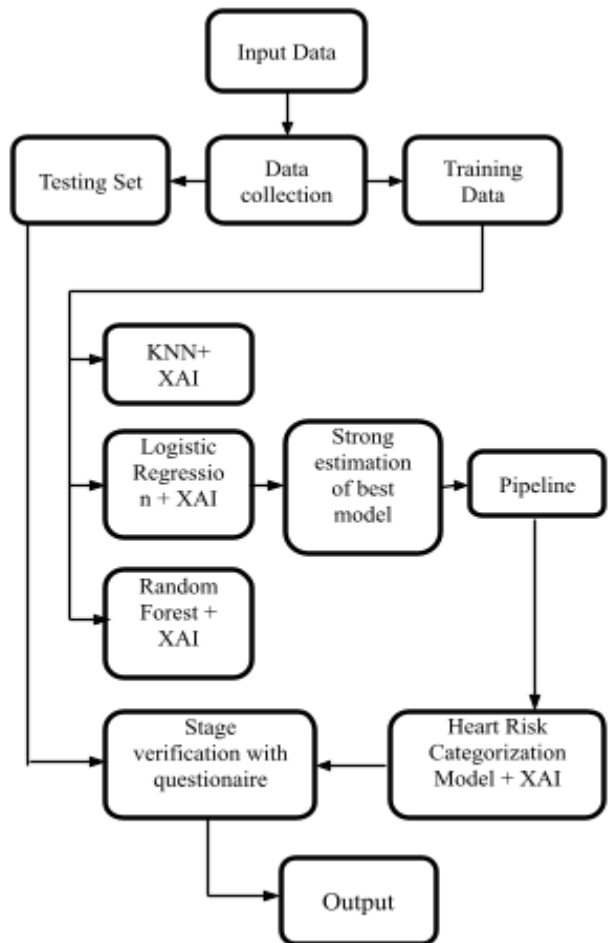 Input Data
Testing Set
Data
collection
Training
Data
KNN+
XAI
Logistic
Regressio
n + XAI
Strong
estimation
of best
model
Pipeline
Random
Forest +
XAI
Stage
verification with
questionaire
Heart Risk
Categorization
Model + XAI
Output